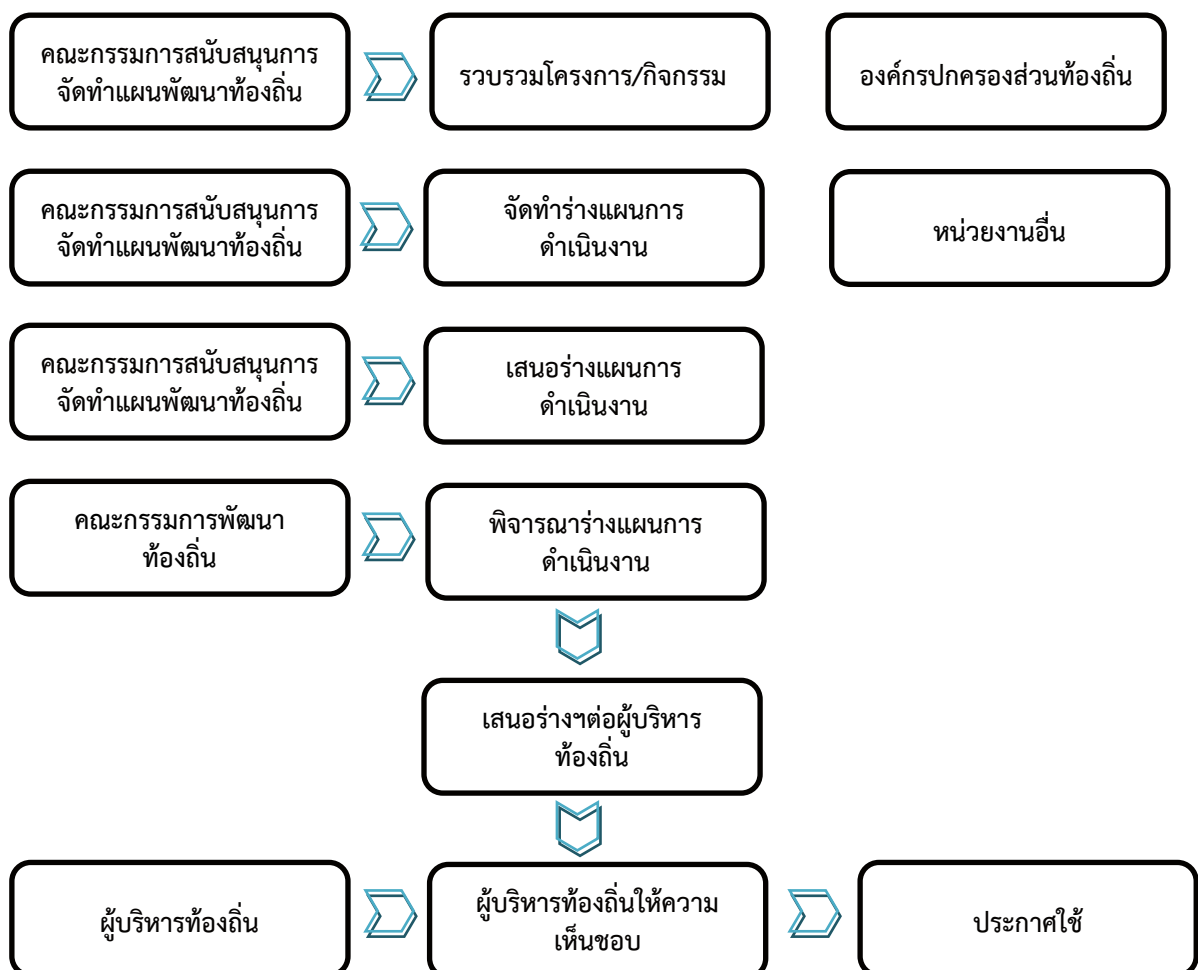 คณะกรรมการสนับสนุนการ
จัดทำแผนพัฒนาท้องถิ่น
รวบรวมโครงการ/กิจกรรม
องค์กรปกครองส่วนท้องถิ่น
คณะกรรมการสนับสนุนการ
จัดทำแผนพัฒนาท้องถิ่น
จัดทำร่างแผนการ
ดำเนินงาน
หน่วยงานอื่น
คณะกรรมการสนับสนุนการ
จัดทำแผนพัฒนาท้องถิ่น
เสนอร่างแผนการ
ดำเนินงาน
คณะกรรมการพัฒนา
ท้องถิ่น
พิจารณาร่างแผนการ
ดำเนินงาน
เสนอร่างฯต่อผู้บริหาร
ท้องถิ่น
ผู้บริหารท้องถิ่น
ผู้บริหารท้องถิ่นให้ความ
เห็นชอบ
ประกาศใช้